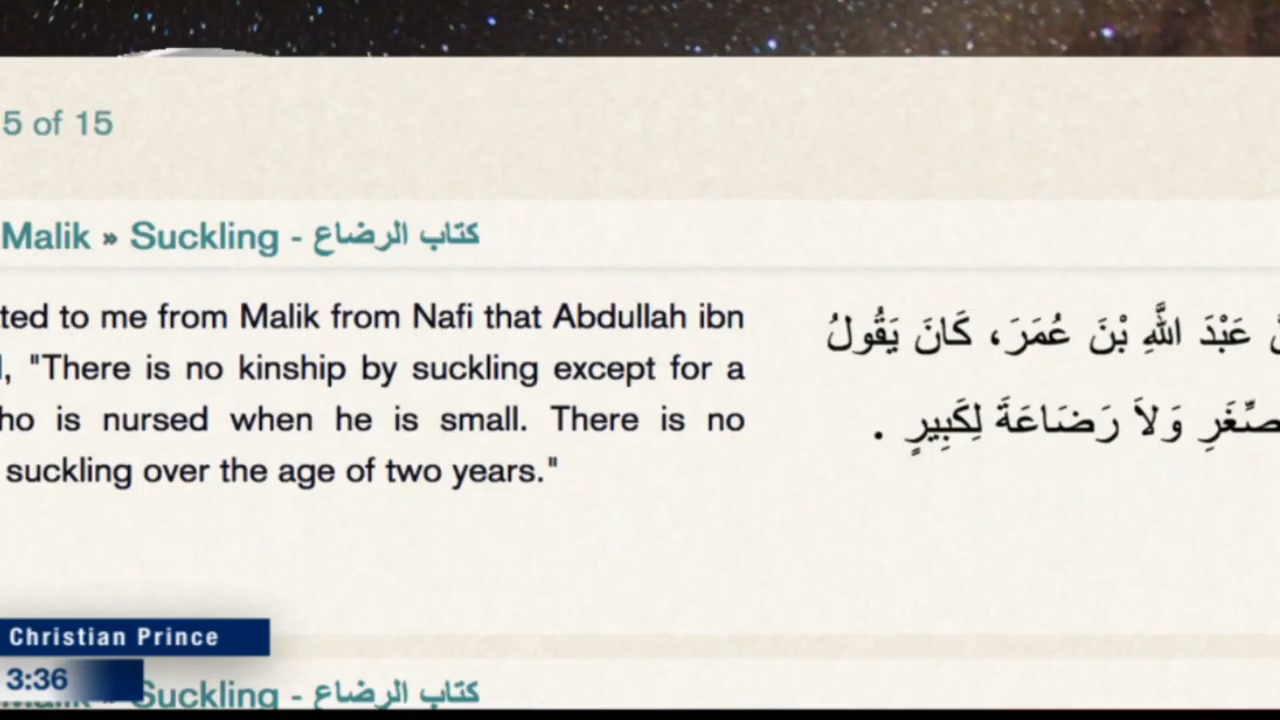 5 of 15
Malik » Suckling - كتاب الرضاع
ted to me from Malik from Nafi that Abdullah ibn
, "There is no kinship by suckling except for a
ho is nursed when he is small. There is no
suckling over the age of two years."
عَبْدَ اللَّهِ بْنَ عُمَرَ، كَانَ يَقُولُ
صِّغَرِ وَلاَ رَضَاعَةَ لِكَبِيرٍ .
Christian Prince
3:36
Suckling - كتاب الرضاع